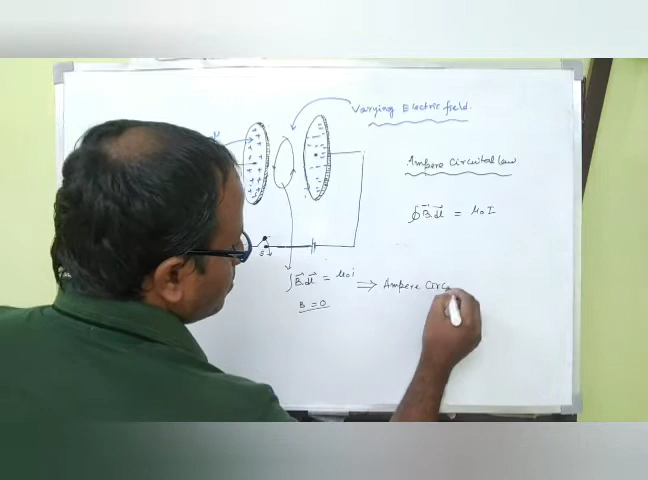 Varying Electric field.
Ampere Circuital Law
∮B⃗.dl⃗ = μ₀I
∫B⃗.dl⃗ = μ₀i
⇒ Ampere Circ
B = 0